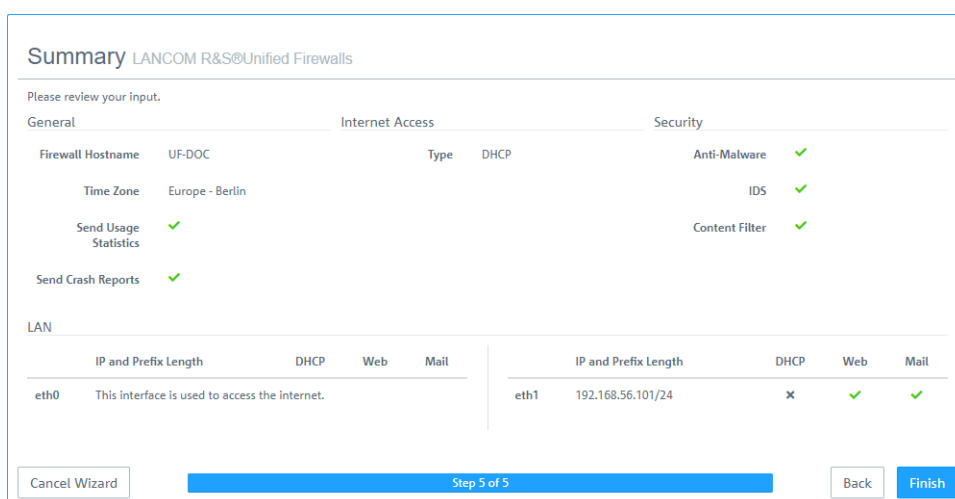 Summary LANCOM R&S®Unified Firewalls
Please review your input.
General Internet Access Security
Firewall Hostname UF-DOC Type DHCP Anti-Malware
Time Zone Europe - Berlin IDS
Send Usage Statistics Content Filter
Send Crash Reports
LAN
IP and Prefix Length DHCP Web Mail IP and Prefix Length DHCP Web Mail
eth0 This interface is used to access the internet. eth1 192.168.56.101/24
Cancel Wizard Step 5 of 5 Back Finish